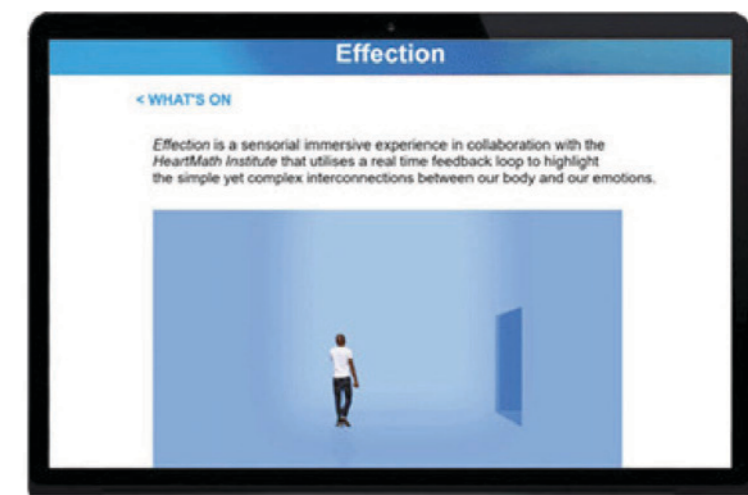 Effection
< WHAT'S ON
Effection is a sensorial immersive experience in collaboration with the
HeartMath Institute that utilises a real time feedback loop to highlight
the simple yet complex interconnections between our body and our emotions.